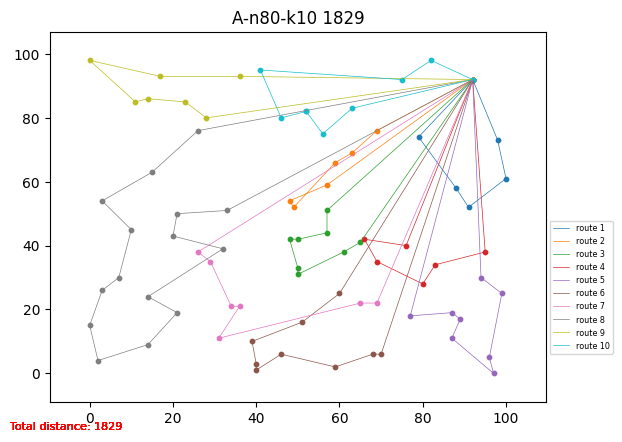 A-n80-k10 1829
100
80
60
40
20
0
0 20 40 60 80 100
route 1
route 2
route 3
route 4
route 5
route 6
route 7
route 8
route 9
route 10
Total distance: 1829